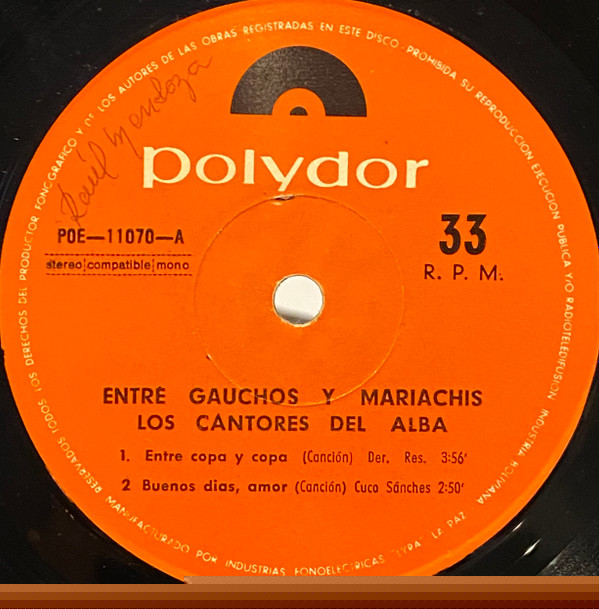 RESERVADOS TODOS LOS DERECHOS DEL PRODUCTOR FONOGRAFICO Y DE LOS AUTORES DE LAS OBRAS REGISTRADAS EN ESTE DISCO - PROHIBIDA SU REPRODUCCION EJECUCION PUBLICA Y/O RADIOTELEDIFUSION INDUSTRIA BOLIVIANA
Raúl Mendoza
polydor
POE—11070—A
stereo compatible mono
33
R. P. M.
ENTRE GAUCHOS Y MARIACHIS
LOS CANTORES DEL ALBA
1. Entre copa y copa (Canción) Der. Res. 3:56'
2 Buenos dias, amor (Canción) Cuco Sánches 2:50'
MANUFACTURADO POR INDUSTRIAS FONOELECTRICAS "LYRA" LA PAZ